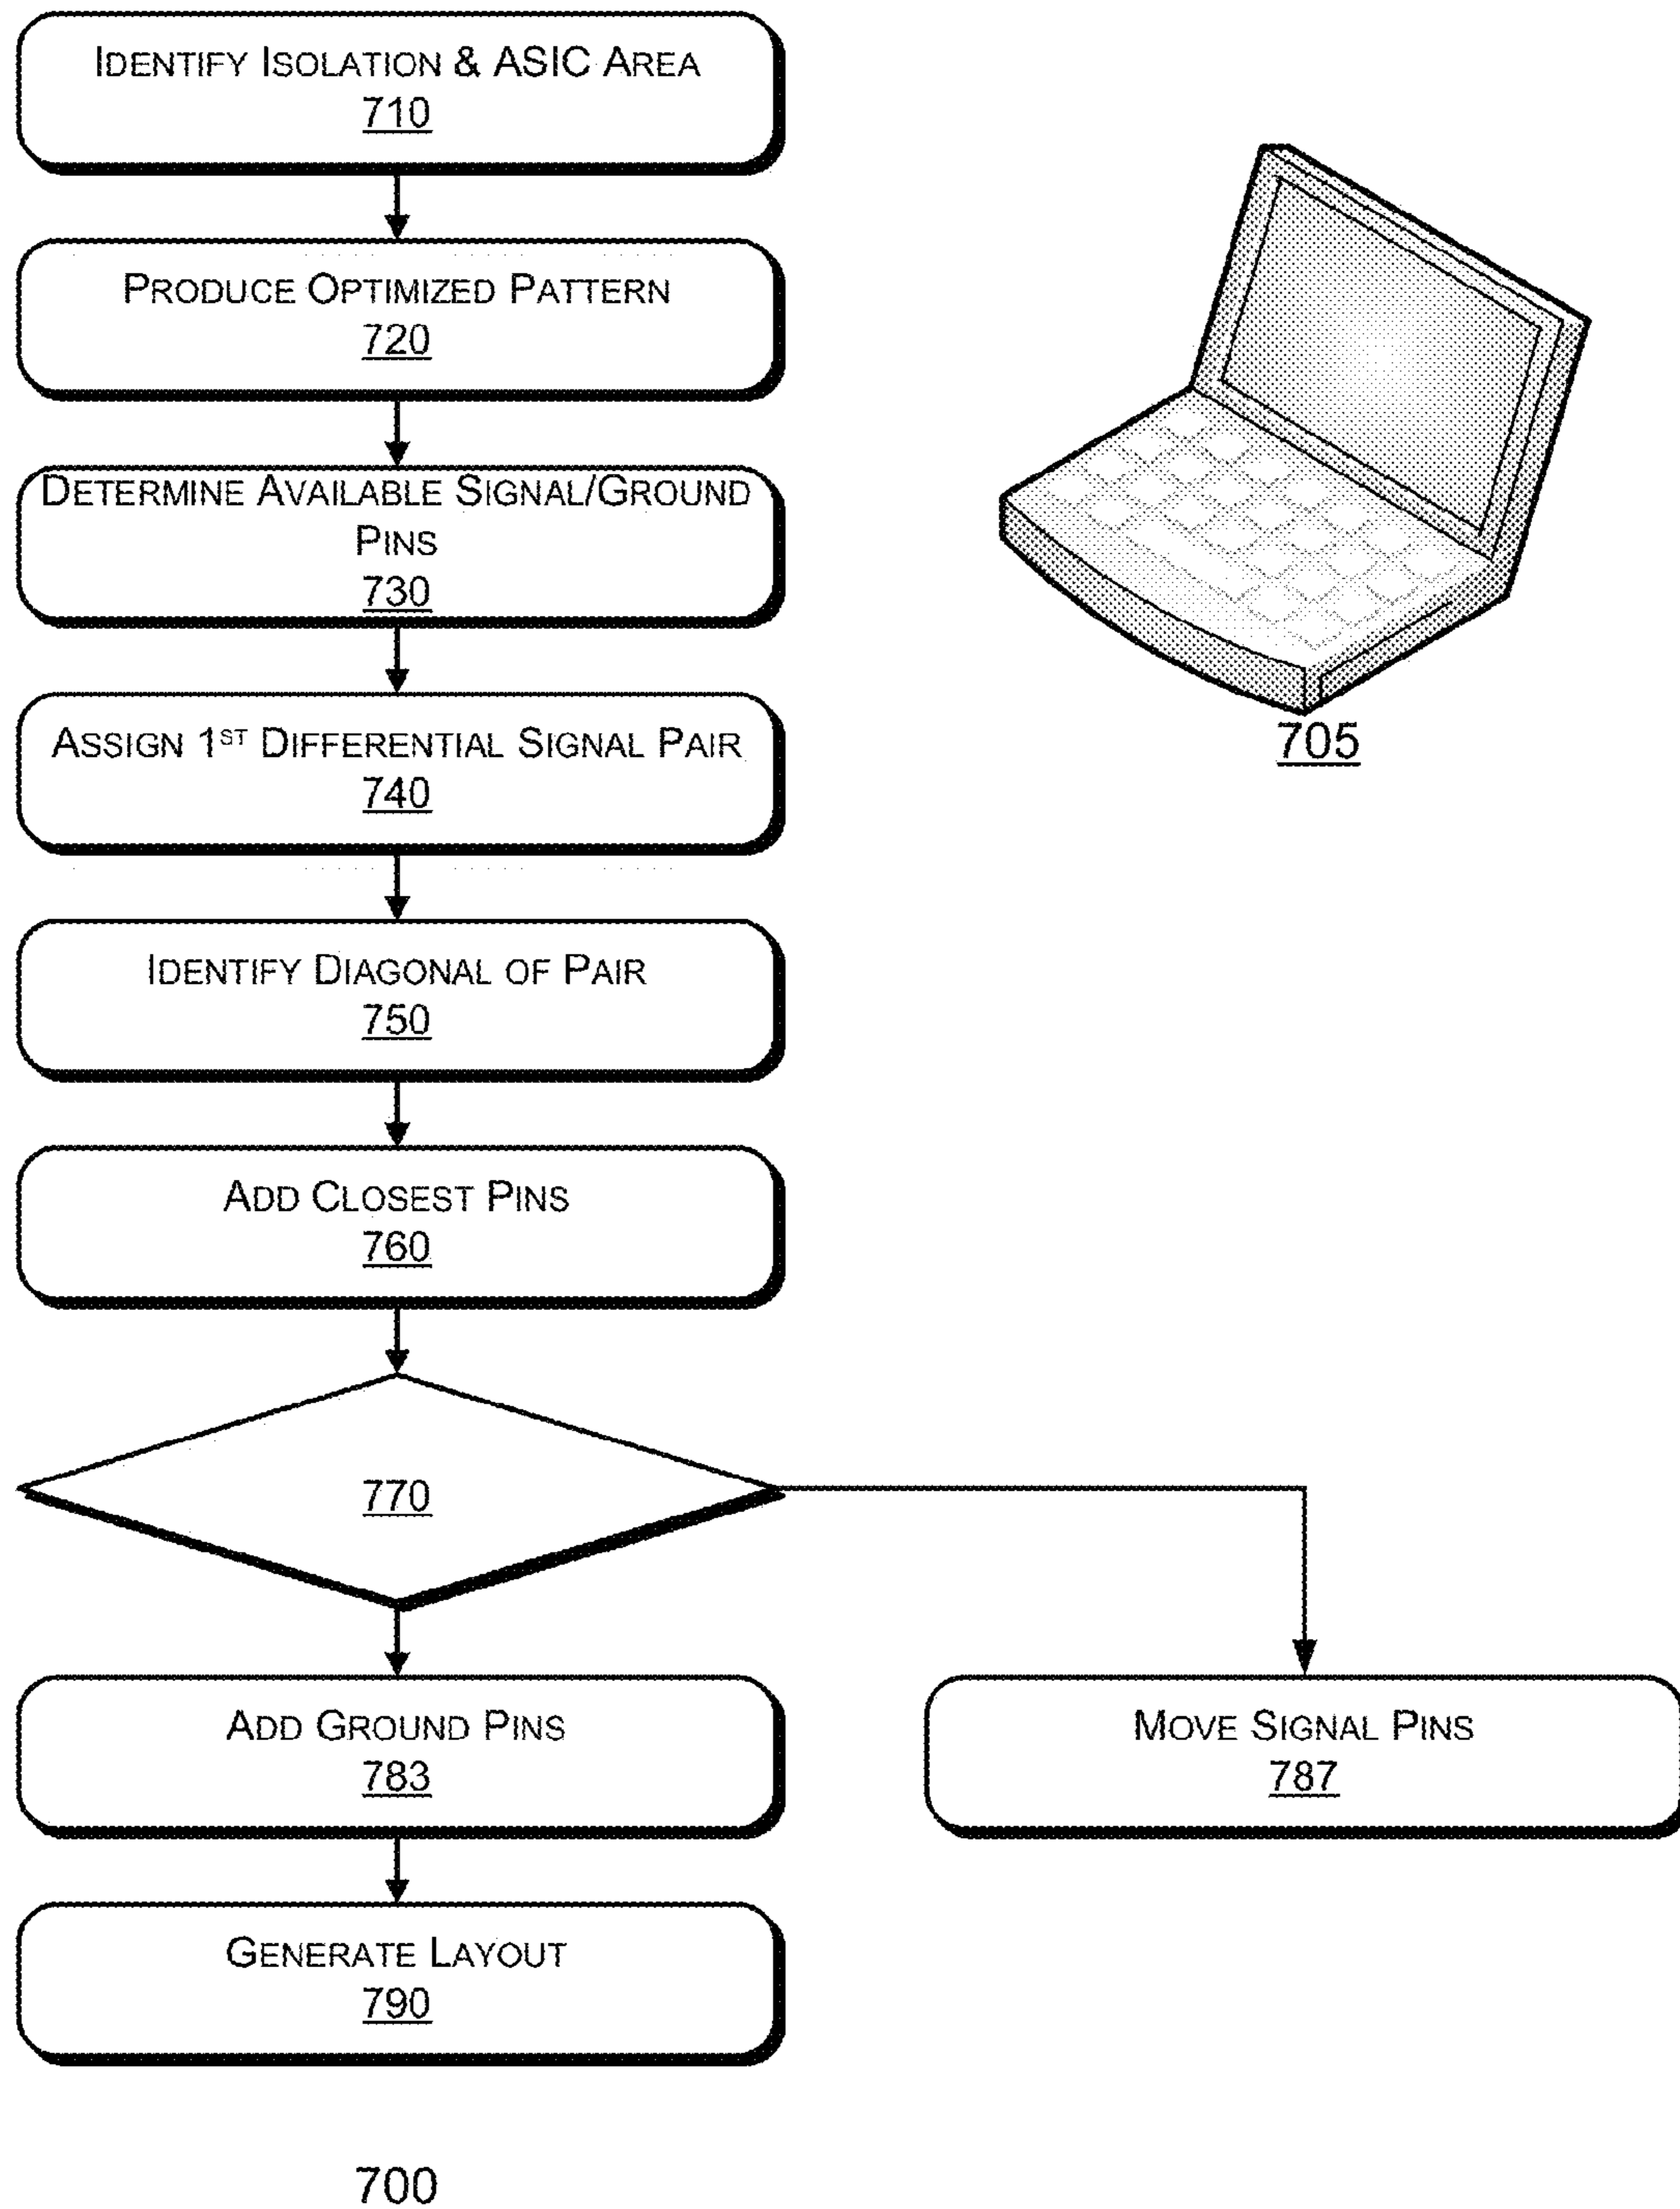 IDENTIFY ISOLATION & ASIC AREA
710
PRODUCE OPTIMIZED PATTERN
720
DETERMINE AVAILABLE SIGNAL/GROUND
PINS
730
ASSIGN 1ST DIFFERENTIAL SIGNAL PAIR
740
705
IDENTIFY DIAGONAL OF PAIR
750
ADD CLOSEST PINS
760
770
ADD GROUND PINS
783
MOVE SIGNAL PINS
787
GENERATE LAYOUT
790
700